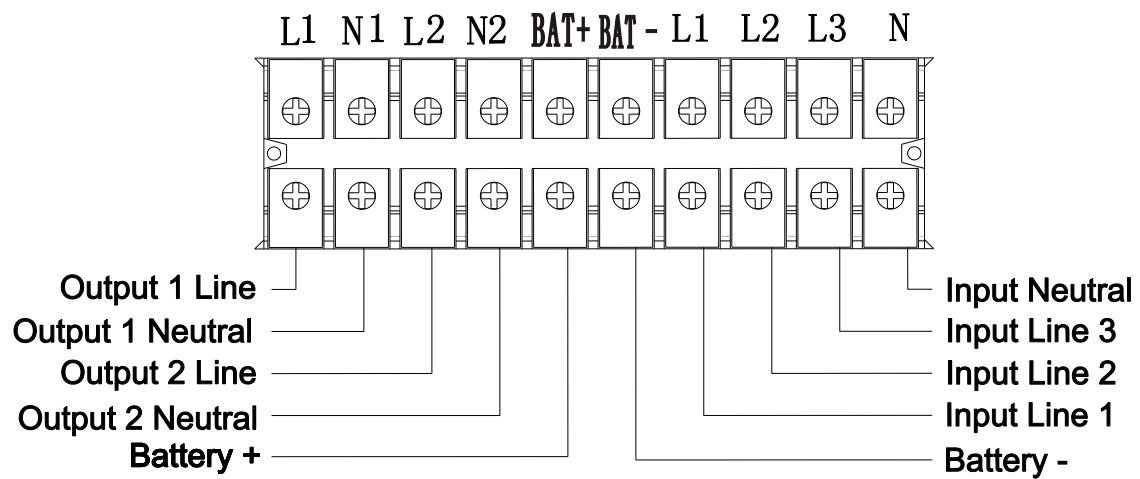 L1 N1 L2 N2 BAT+ BAT - L1 L2 L3 N
Output 1 Line
Output 1 Neutral
Output 2 Line
Output 2 Neutral
Battery +
Input Neutral
Input Line 3
Input Line 2
Input Line 1
Battery -